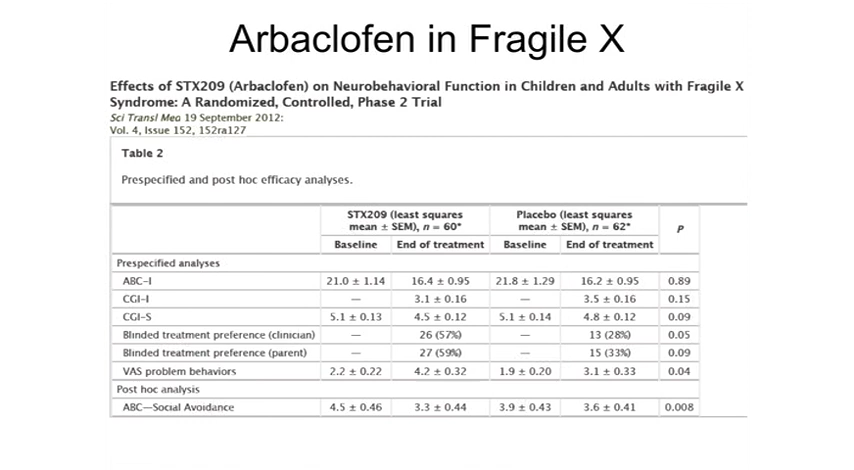 Arbaclofen in Fragile X
Effects of STX209 (Arbaclofen) on Neurobehavioral Function in Children and Adults with Fragile X
Syndrome: A Randomized, Controlled, Phase 2 Trial
Sci Transl Med 19 September 2012:
Vol. 4, Issue 152, 152ra127
Table 2
Prespecified and post hoc efficacy analyses.
STX209 (least squares mean ± SEM), n = 60* Placebo (least squares mean ± SEM), n = 62* P
Baseline End of treatment Baseline End of treatment
Prespecified analyses
ABC-I 21.0 ± 1.14 16.4 ± 0.95 21.8 ± 1.29 16.2 ± 0.95 0.89
CGI-I — 3.1 ± 0.16 — 3.5 ± 0.16 0.15
CGI-S 5.1 ± 0.13 4.5 ± 0.12 5.1 ± 0.14 4.8 ± 0.12 0.09
Blinded treatment preference (clinician) — 26 (57%) — 13 (28%) 0.05
Blinded treatment preference (parent) — 27 (59%) — 15 (33%) 0.09
VAS problem behaviors 2.2 ± 0.22 4.2 ± 0.32 1.9 ± 0.20 3.1 ± 0.33 0.04
Post hoc analysis
ABC—Social Avoidance 4.5 ± 0.46 3.3 ± 0.44 3.9 ± 0.43 3.6 ± 0.41 0.008